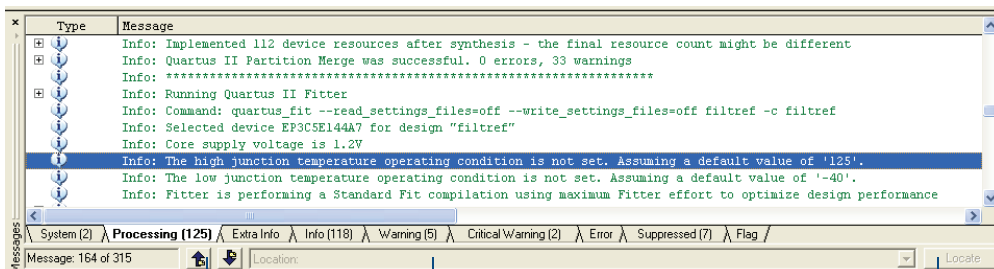 Type Message
Info: Implemented 112 device resources after synthesis - the final resource count might be different
Info: Quartus II Partition Merge was successful. 0 errors, 33 warnings
Info: *******************************************************************
Info: Running Quartus II Fitter
Info: Command: quartus_fit --read_settings_files=off --write_settings_files=off filtref -c filtref
Info: Selected device EP3C5E144A7 for design "filtref"
Info: Core supply voltage is 1.2V
Info: The high junction temperature operating condition is not set. Assuming a default value of '125'.
Info: The low junction temperature operating condition is not set. Assuming a default value of '-40'.
Info: Fitter is performing a Standard Fit compilation using maximum Fitter effort to optimize design performance
System (2) Processing (125) Extra Info Info (118) Warning (5) Critical Warning (2) Error Suppressed (7) Flag
Messages
Message: 164 of 315 Location: Locate